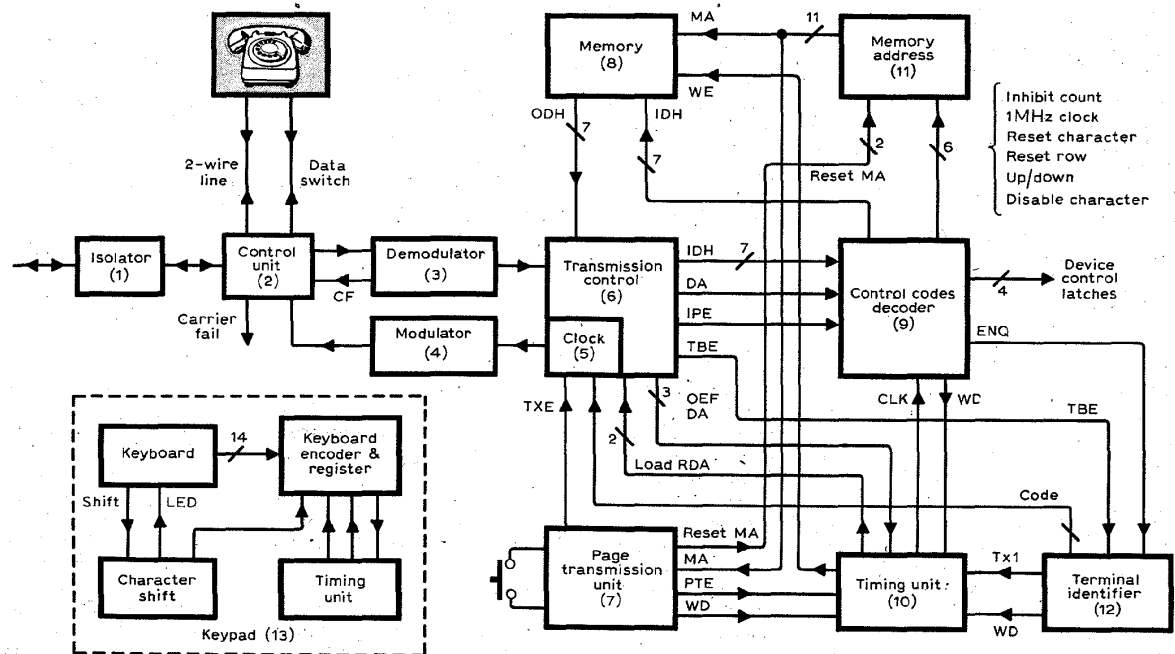 MA
11
Memory
(8)
Memory
address
(11)
WE
Inhibit count
1MHz clock
Reset character
Reset row
Up/down
Disable character
ODH
7
IDH
7
2
6
Reset MA
2-wire
line
Data
switch
Isolator
(1)
Control
unit
(2)
Demodulator
(3)
CF
Carrier
fail
Modulator
(4)
Transmission
control
(6)
Clock
(5)
IDH
7
DA
IPE
TBE
Control codes
decoder
(9)
4
Device
control
latches
ENQ
TXE
3
OEF
DA
CLK
WD
TBE
2
Load RDA
Code
Keyboard
14
Keyboard
encoder &
register
Shift
LED
Character
shift
Timing
unit
Keypad (13)
Page
transmission
unit
(7)
Reset MA
MA
PTE
WD
Timing unit
(10)
Tx1
WD
Terminal
identifier
(12)